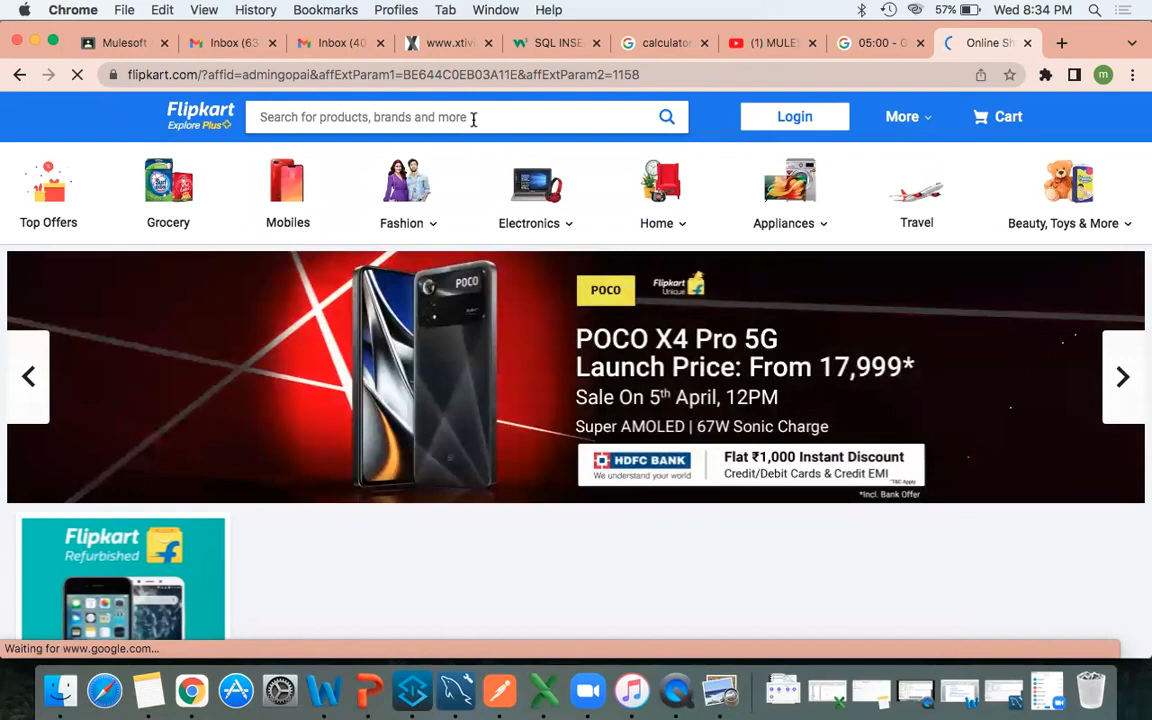 Chrome File Edit View History Bookmarks Profiles Tab Window Help 57% Wed 8:34 PM
Mulesoft Inbox (63 Inbox (40 www.xtivi SQL INSE calculator (1) MULE 05:00 - G Online Sh
flipkart.com/?affid=admingopai&affExtParam1=BE644C0EB03A11E&affExtParam2=1158 m
Flipkart
Explore Plus
Search for products, brands and more
Login
More
Cart
Top Offers Grocery Mobiles Fashion Electronics Home Appliances Travel Beauty, Toys & More
POCO
Flipkart
Unique
POCO
POCO X4 Pro 5G
Launch Price: From 17,999*
Sale On 5th April, 12PM
Super AMOLED | 67W Sonic Charge
HDFC BANK
We understand your world
Flat ₹1,000 Instant Discount
Credit/Debit Cards & Credit EMI
*T&C Apply
*Incl. Bank Offer
Flipkart
Refurbished
Waiting for www.google.com...